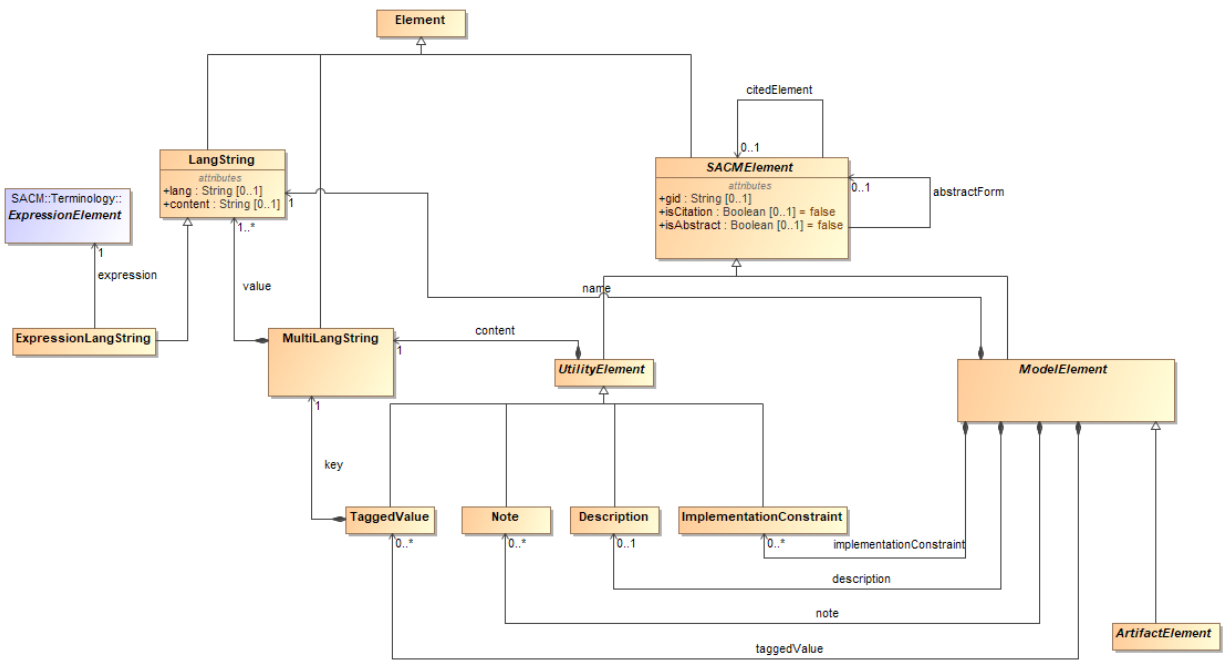 Element
citedElement
0..1
LangString
attributes
+lang : String [0..1]
+content : String [0..1]
1
1..*
SACMElement
attributes
+gid : String [0..1]
+isCitation : Boolean [0..1] = false
+isAbstract : Boolean [0..1] = false
0..1
abstractForm
SACM::Terminology::
ExpressionElement
1
expression
value
name
ExpressionLangString
MultiLangString
content
1
UtilityElement
ModelElement
1
key
TaggedValue
Note
Description
ImplementationConstraint
0..*
0..*
0..1
0..*
implementationConstraint
description
note
taggedValue
ArtifactElement